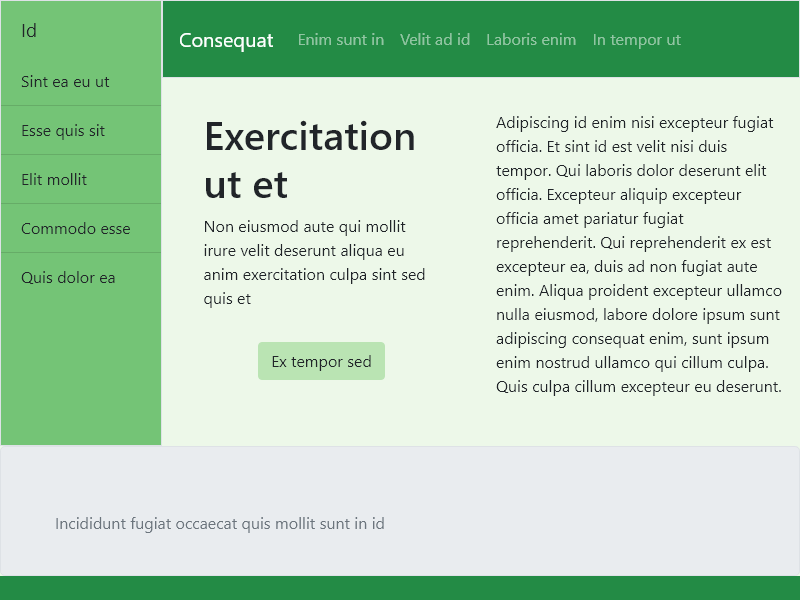 Id
Sint ea eu ut
Esse quis sit
Elit mollit
Commodo esse
Quis dolor ea
Consequat Enim sunt in Velit ad id Laboris enim In tempor ut
Exercitation
ut et
Non eiusmod aute qui mollit
irure velit deserunt aliqua eu
anim exercitation culpa sint sed
quis et
Ex tempor sed
Adipiscing id enim nisi excepteur fugiat
officia. Et sint id est velit nisi duis
tempor. Qui laboris dolor deserunt elit
officia. Excepteur aliquip excepteur
officia amet pariatur fugiat
reprehenderit. Qui reprehenderit ex est
excepteur ea, duis ad non fugiat aute
enim. Aliqua proident excepteur ullamco
nulla eiusmod, labore dolore ipsum sunt
adipiscing consequat enim, sunt ipsum
enim nostrud ullamco qui cillum culpa.
Quis culpa cillum excepteur eu deserunt.
Incididunt fugiat occaecat quis mollit sunt in id